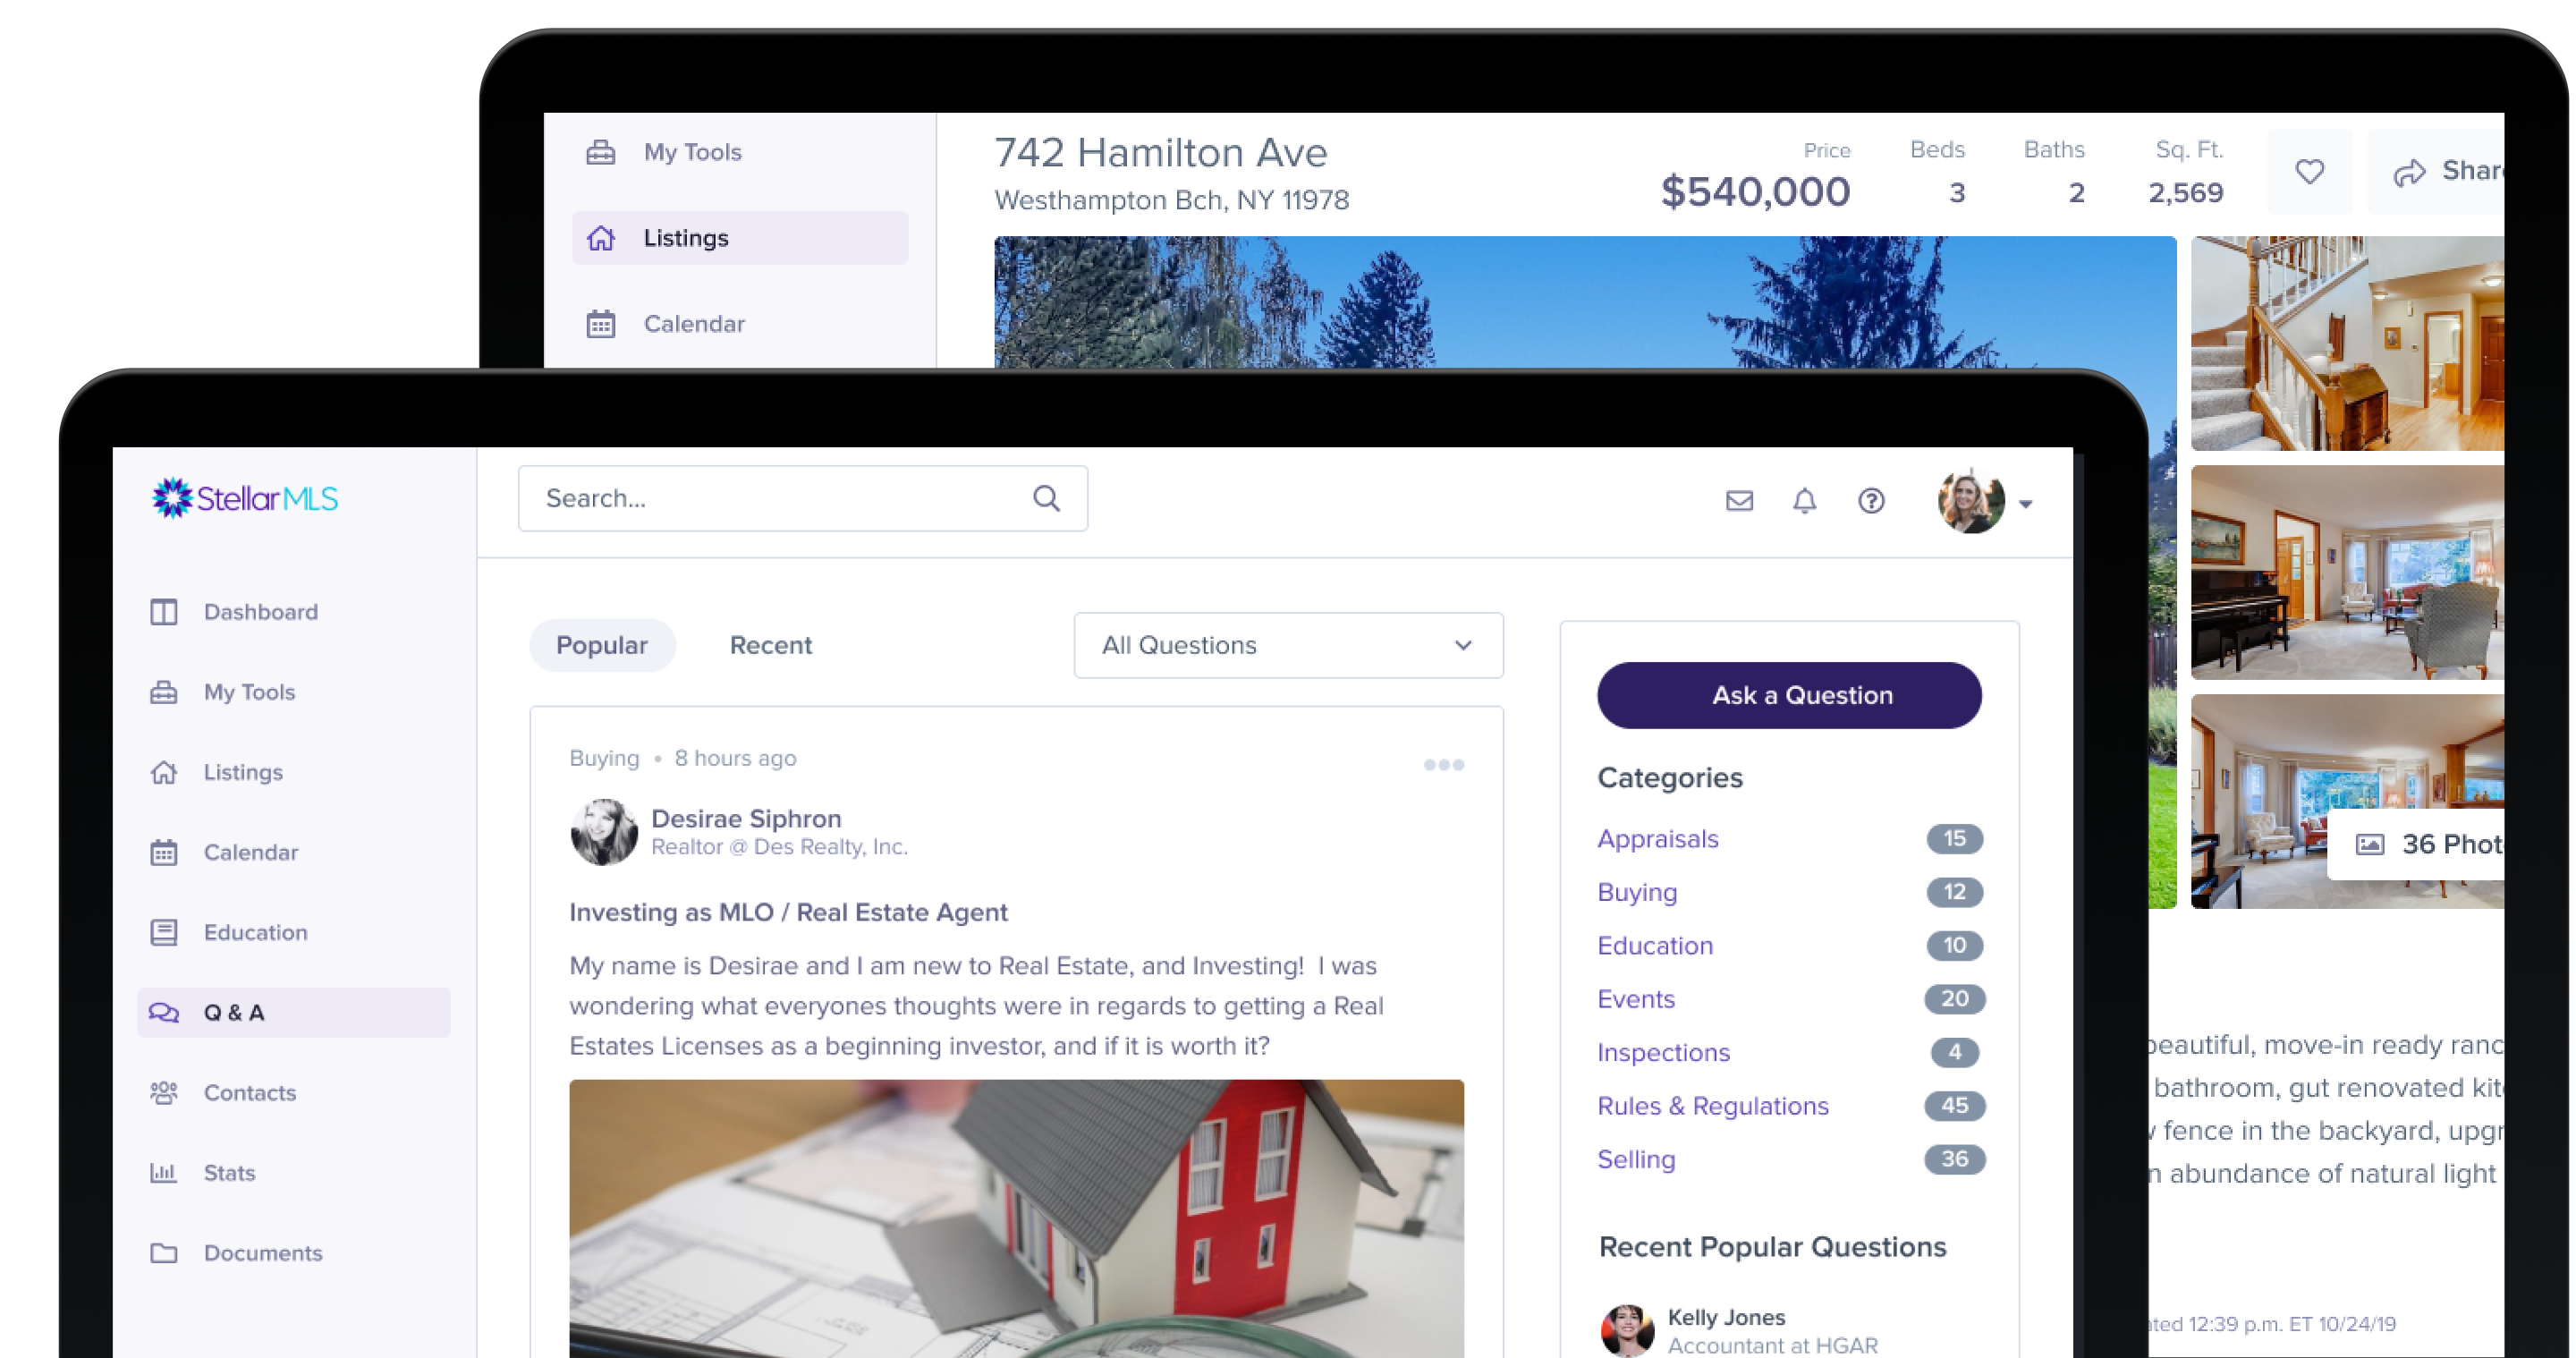 My Tools
Listings
Calendar
742 Hamilton Ave
Westhampton Bch, NY 11978
Price
$540,000
Beds
3
Baths
2
Sq. Ft.
2,569
36
beautiful, move-in ready
bathroom, gut renovated
fence in the backyard,
abundance of natural light
12:39 p.m. ET 10/24/19
StellarMLS
Search...
Dashboard
My Tools
Listings
Calendar
Education
Q & A
Contacts
Stats
Documents
Popular
Recent
All Questions
Buying • 8 hours ago
Desirae Siphron
Realtor @ Des Realty, Inc.
Investing as MLO / Real Estate Agent
My name is Desirae and I am new to Real Estate, and Investing!  I was
wondering what everyones thoughts were in regards to getting a Real
Estates Licenses as a beginning investor, and if it is worth it?
Ask a Question
Categories
Appraisals 15
Buying 12
Education 10
Events 20
Inspections 4
Rules & Regulations 45
Selling 36
Recent Popular Questions
Kelly Jones
Accountant at HGAR